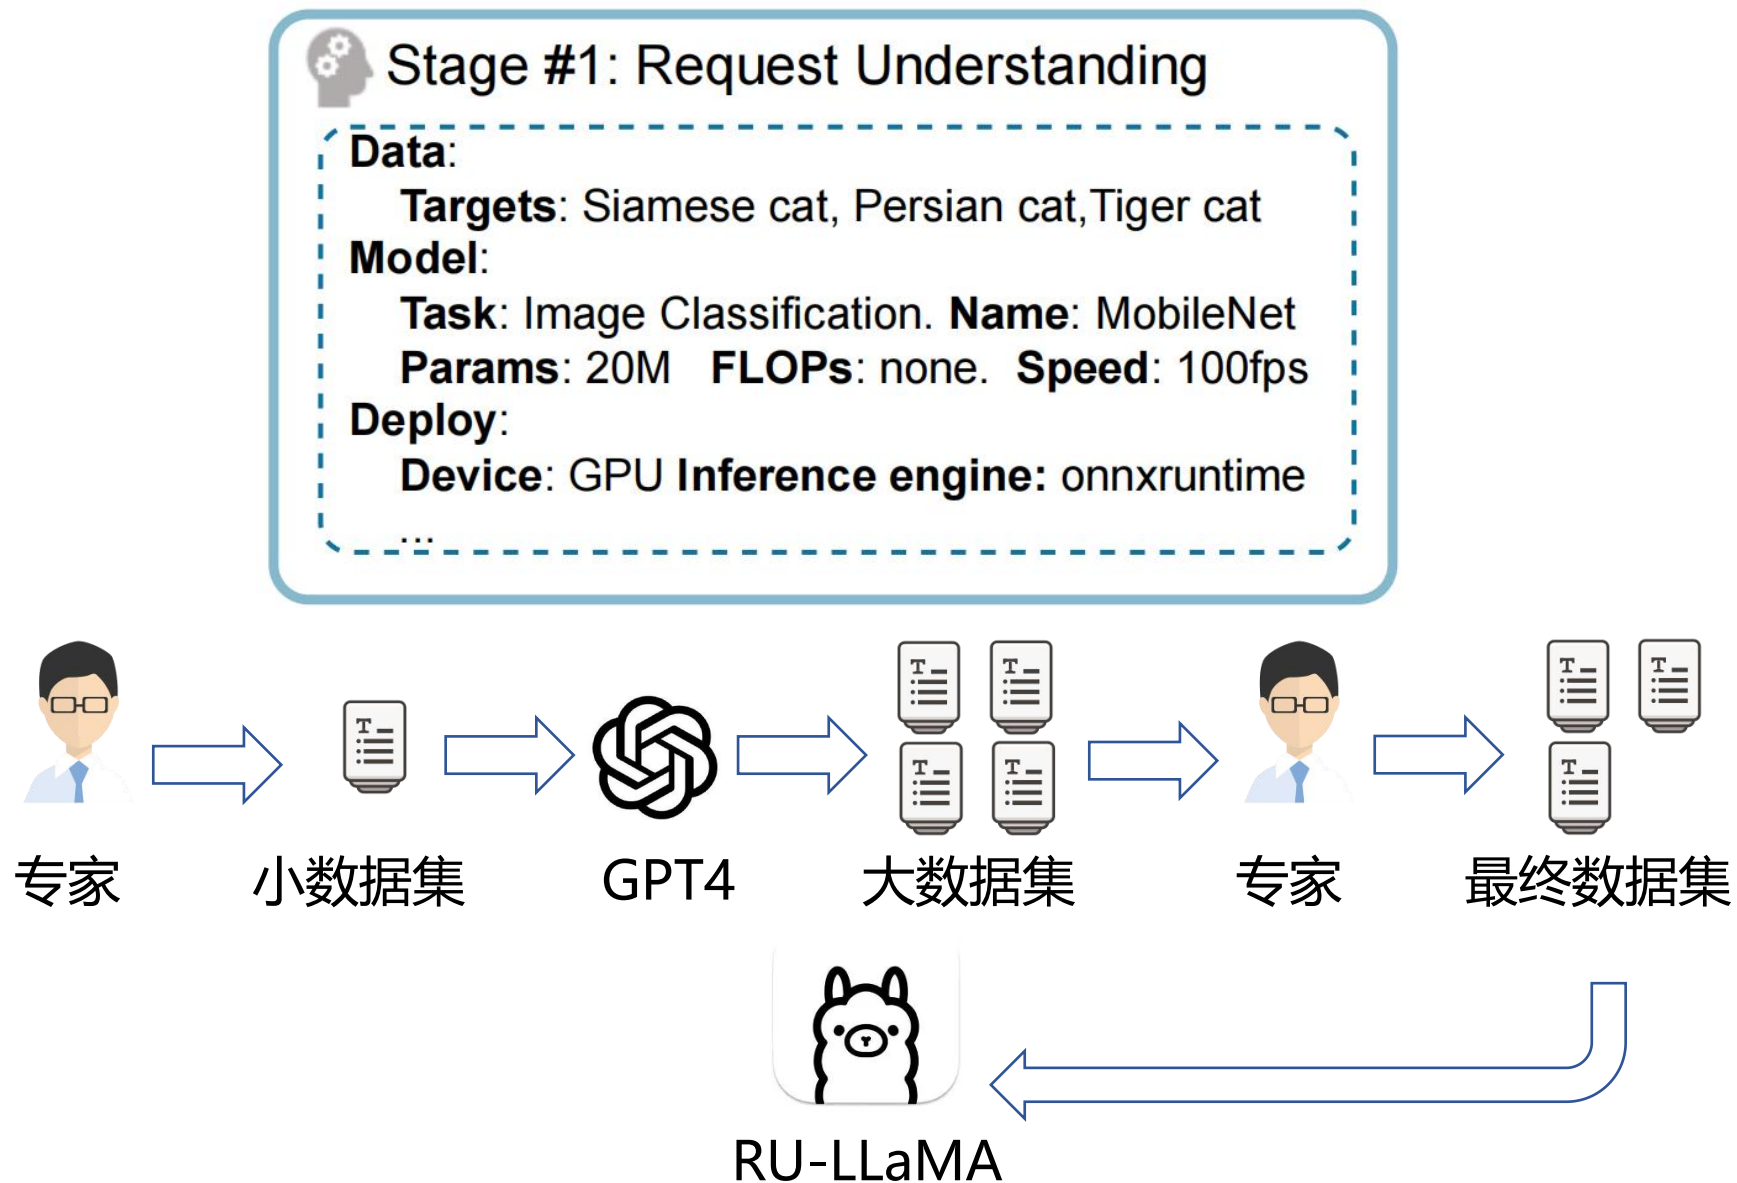 Stage #1: Request Understanding
Data:
Targets: Siamese cat, Persian cat,Tiger cat
Model:
Task: Image Classification. Name: MobileNet
Params: 20M FLOPs: none. Speed: 100fps
Deploy:
Device: GPU Inference engine: onnxruntime
...
专家 小数据集 GPT4 大数据集 专家 最终数据集
RU-LLaMA